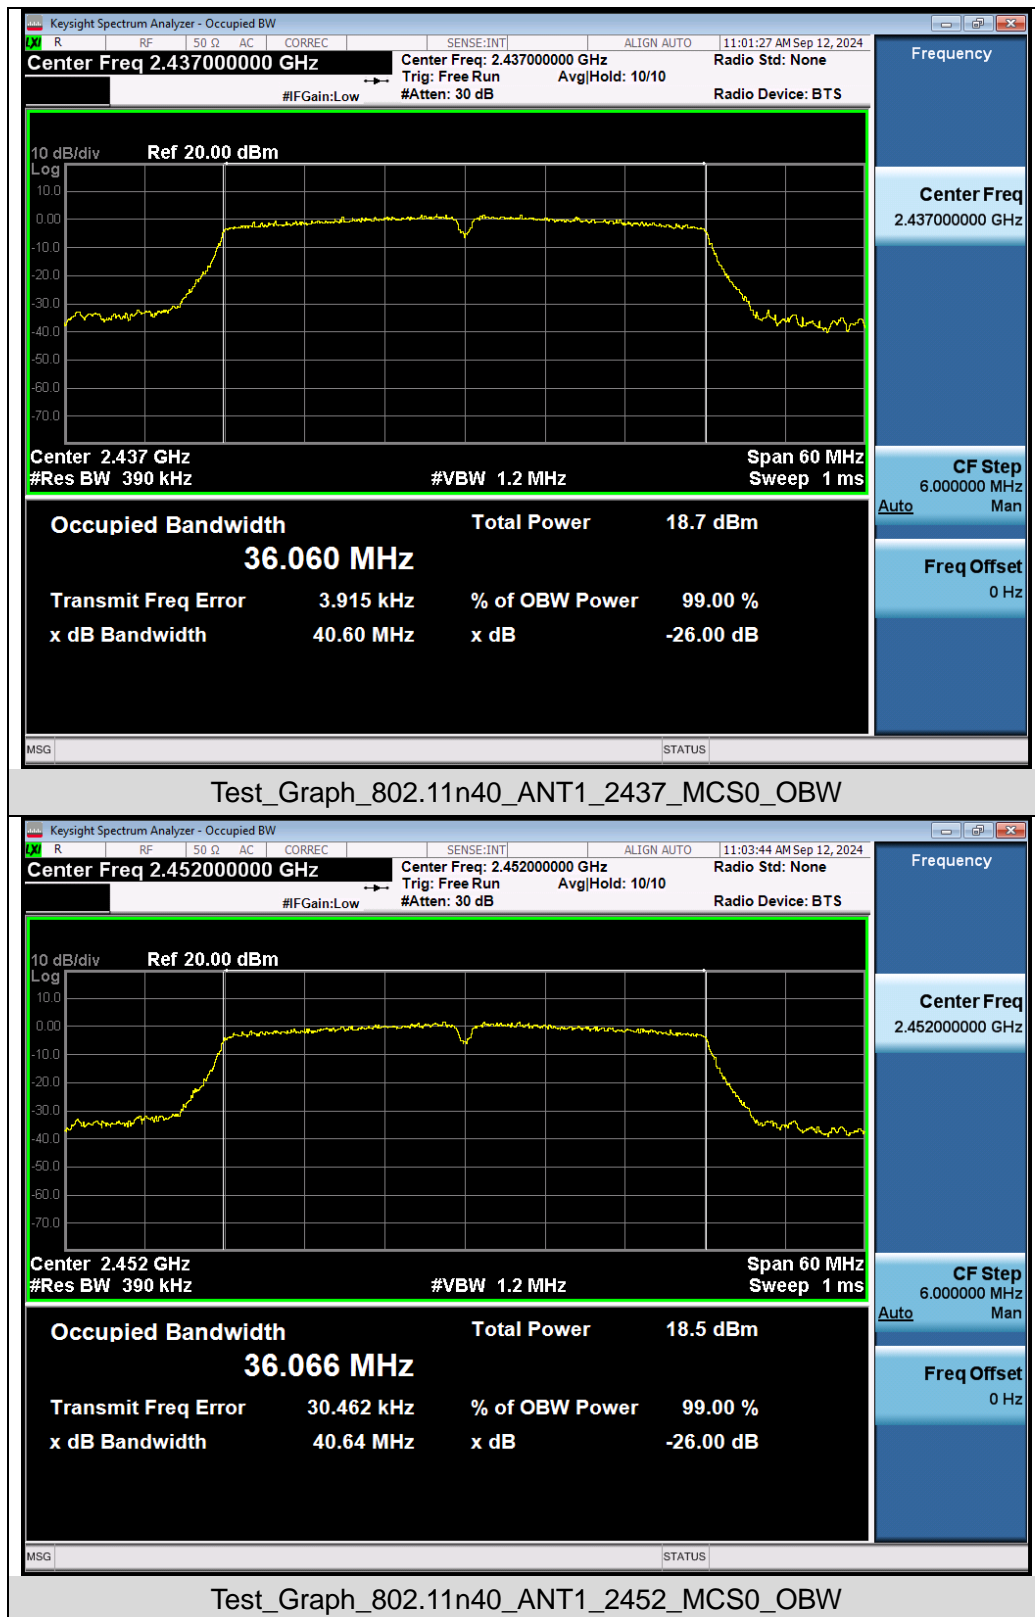 Keysight Spectrum Analyzer - Occupied BW
LXI R RF 50 Ω AC CORREC SENSE:INT ALIGN AUTO 11:01:27 AM Sep 12, 2024
Center Freq 2.437000000 GHz
Center Freq: 2.437000000 GHz
Radio Std: None
Trig: Free Run Avg|Hold: 10/10
#IFGain:Low
#Atten: 30 dB
Radio Device: BTS
Frequency
10 dB/div Ref 20.00 dBm
Log
10.0
0.00
-10.0
-20.0
-30.0
-40.0
-50.0
-60.0
-70.0
Center 2.437 GHz Span 60 MHz
#Res BW 390 kHz #VBW 1.2 MHz Sweep 1 ms
Center Freq
2.437000000 GHz
CF Step
6.000000 MHz
Auto Man
Freq Offset
0 Hz
Occupied Bandwidth Total Power 18.7 dBm
36.060 MHz
Transmit Freq Error 3.915 kHz % of OBW Power 99.00 %
x dB Bandwidth 40.60 MHz x dB -26.00 dB
MSG STATUS
Test_Graph_802.11n40_ANT1_2437_MCS0_OBW
Keysight Spectrum Analyzer - Occupied BW
LXI R RF 50 Ω AC CORREC SENSE:INT ALIGN AUTO 11:03:44 AM Sep 12, 2024
Center Freq 2.452000000 GHz
Center Freq: 2.452000000 GHz
Radio Std: None
Trig: Free Run Avg|Hold: 10/10
#IFGain:Low
#Atten: 30 dB
Radio Device: BTS
Frequency
10 dB/div Ref 20.00 dBm
Log
10.0
0.00
-10.0
-20.0
-30.0
-40.0
-50.0
-60.0
-70.0
Center 2.452 GHz Span 60 MHz
#Res BW 390 kHz #VBW 1.2 MHz Sweep 1 ms
Center Freq
2.452000000 GHz
CF Step
6.000000 MHz
Auto Man
Freq Offset
0 Hz
Occupied Bandwidth Total Power 18.5 dBm
36.066 MHz
Transmit Freq Error 30.462 kHz % of OBW Power 99.00 %
x dB Bandwidth 40.64 MHz x dB -26.00 dB
MSG STATUS
Test_Graph_802.11n40_ANT1_2452_MCS0_OBW